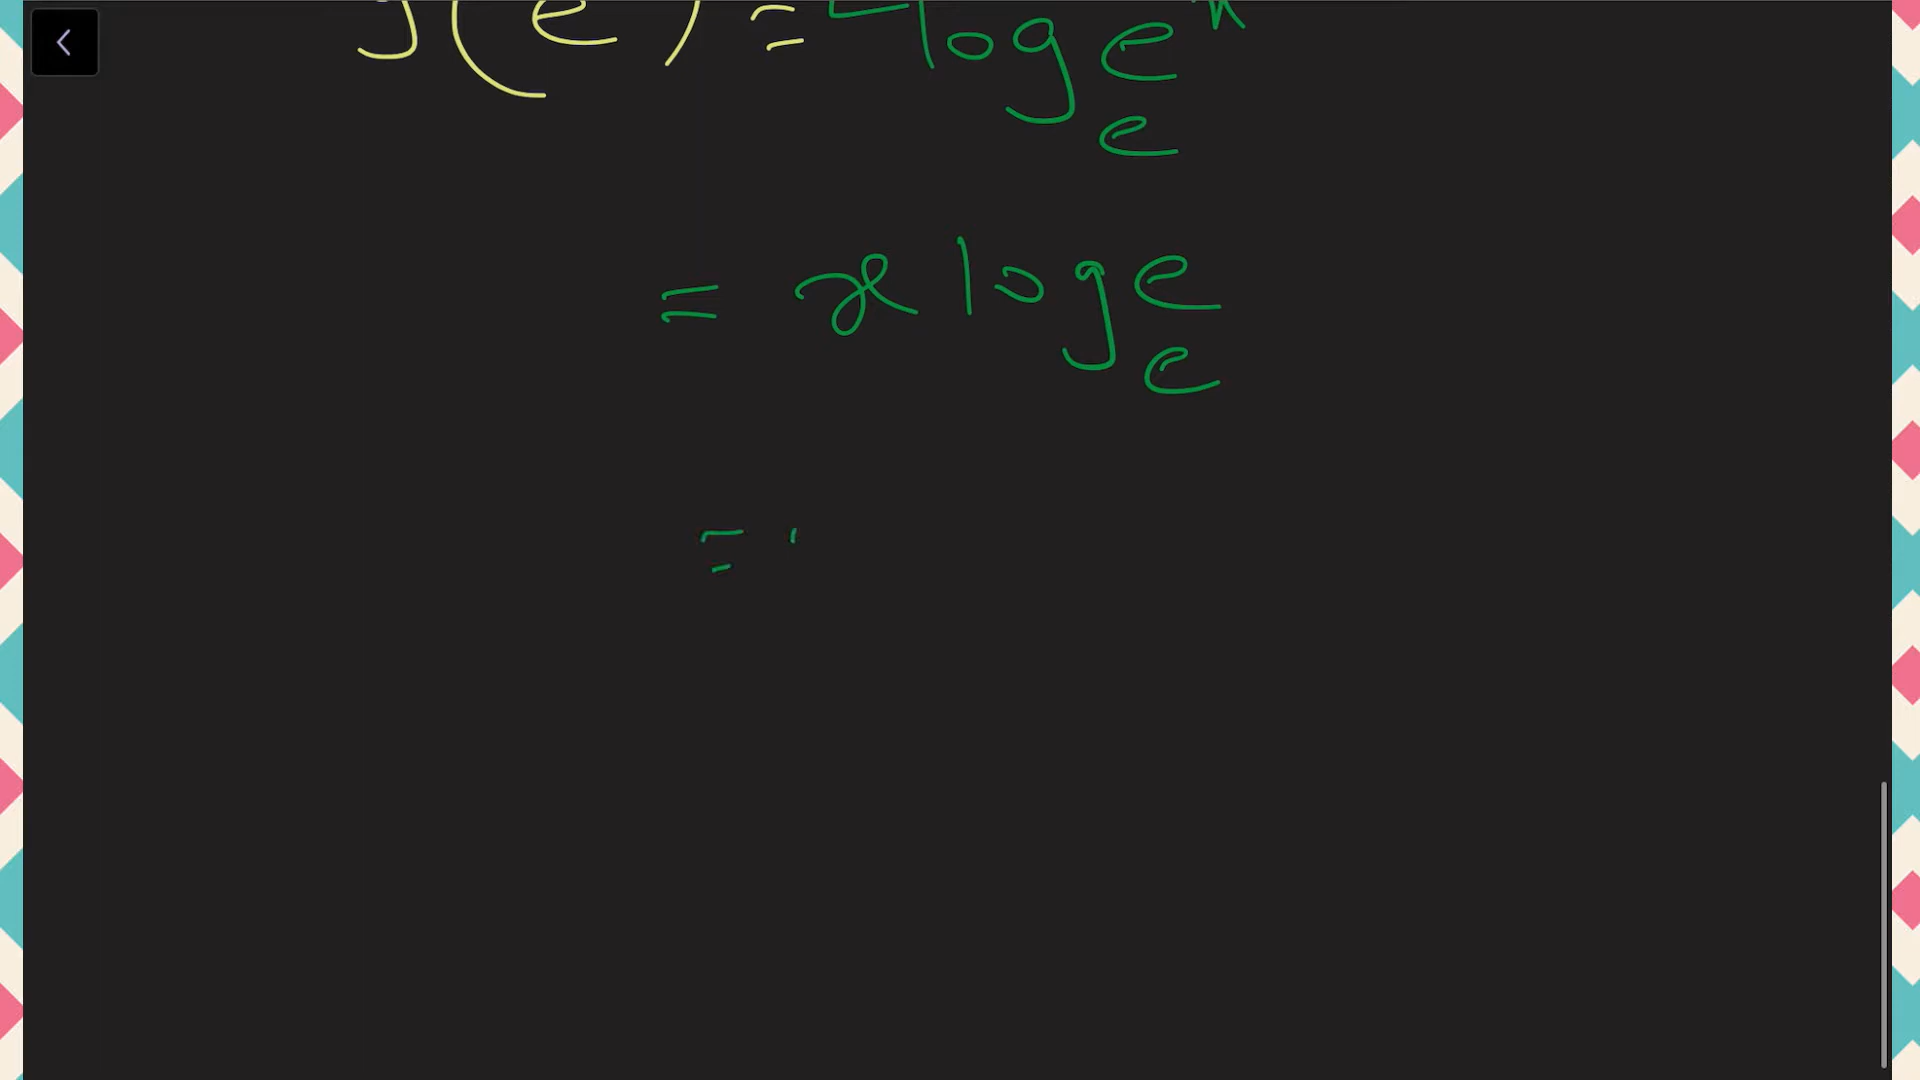 g(e) = log e^x
e
= x log e
e
=